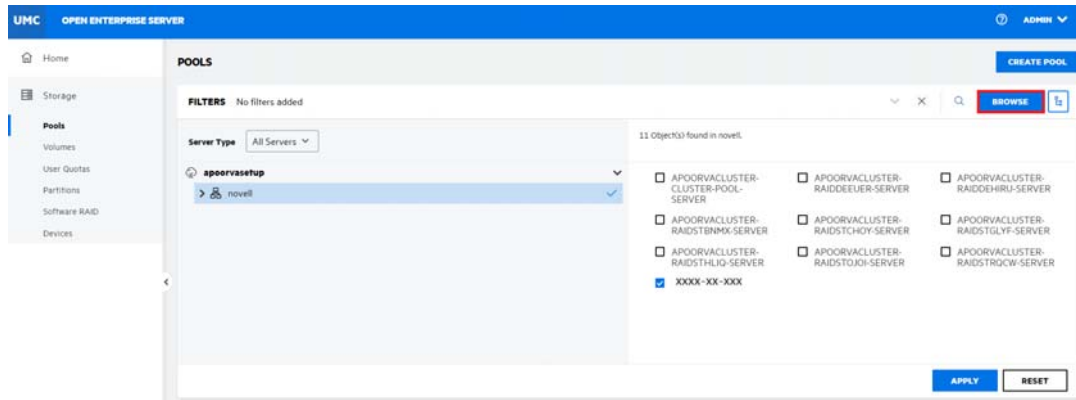 UMC OPEN ENTERPRISE SERVER ADMIN
Home
Storage
Pools
Volumes
User Quotas
Partitions
Software RAID
Devices
POOLS CREATE POOL
FILTERS No filters added BROWSE
Server Type All Servers
apoorvasetup
novell
11 Object(s) found in novell.
APOORVACLUSTER-CLUSTER-POOL-SERVER
APOORVACLUSTER-RAIDDEEUER-SERVER
APOORVACLUSTER-RAIDDEHIRU-SERVER
APOORVACLUSTER-RAIDSTBNMX-SERVER
APOORVACLUSTER-RAIDSTCHOY-SERVER
APOORVACLUSTER-RAIDSTGLYF-SERVER
APOORVACLUSTER-RAIDSTHLIQ-SERVER
APOORVACLUSTER-RAIDSTOJOI-SERVER
APOORVACLUSTER-RAIDSTRQCW-SERVER
XXXX-XX-XXX
APPLY RESET